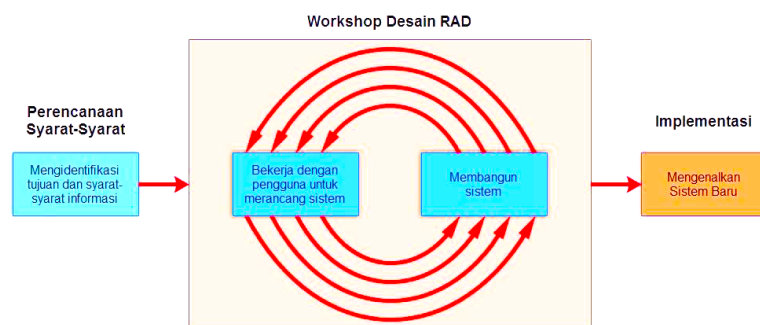 Workshop Desain RAD
Perencanaan
Syarat-Syarat
Mengidentifikasi
tujuan dan syarat-
syarat informasi
Bekerja dengan
pengguna untuk
merancang sistem
Membangun
sistem
Implementasi
Mengenalkan
Sistem Baru